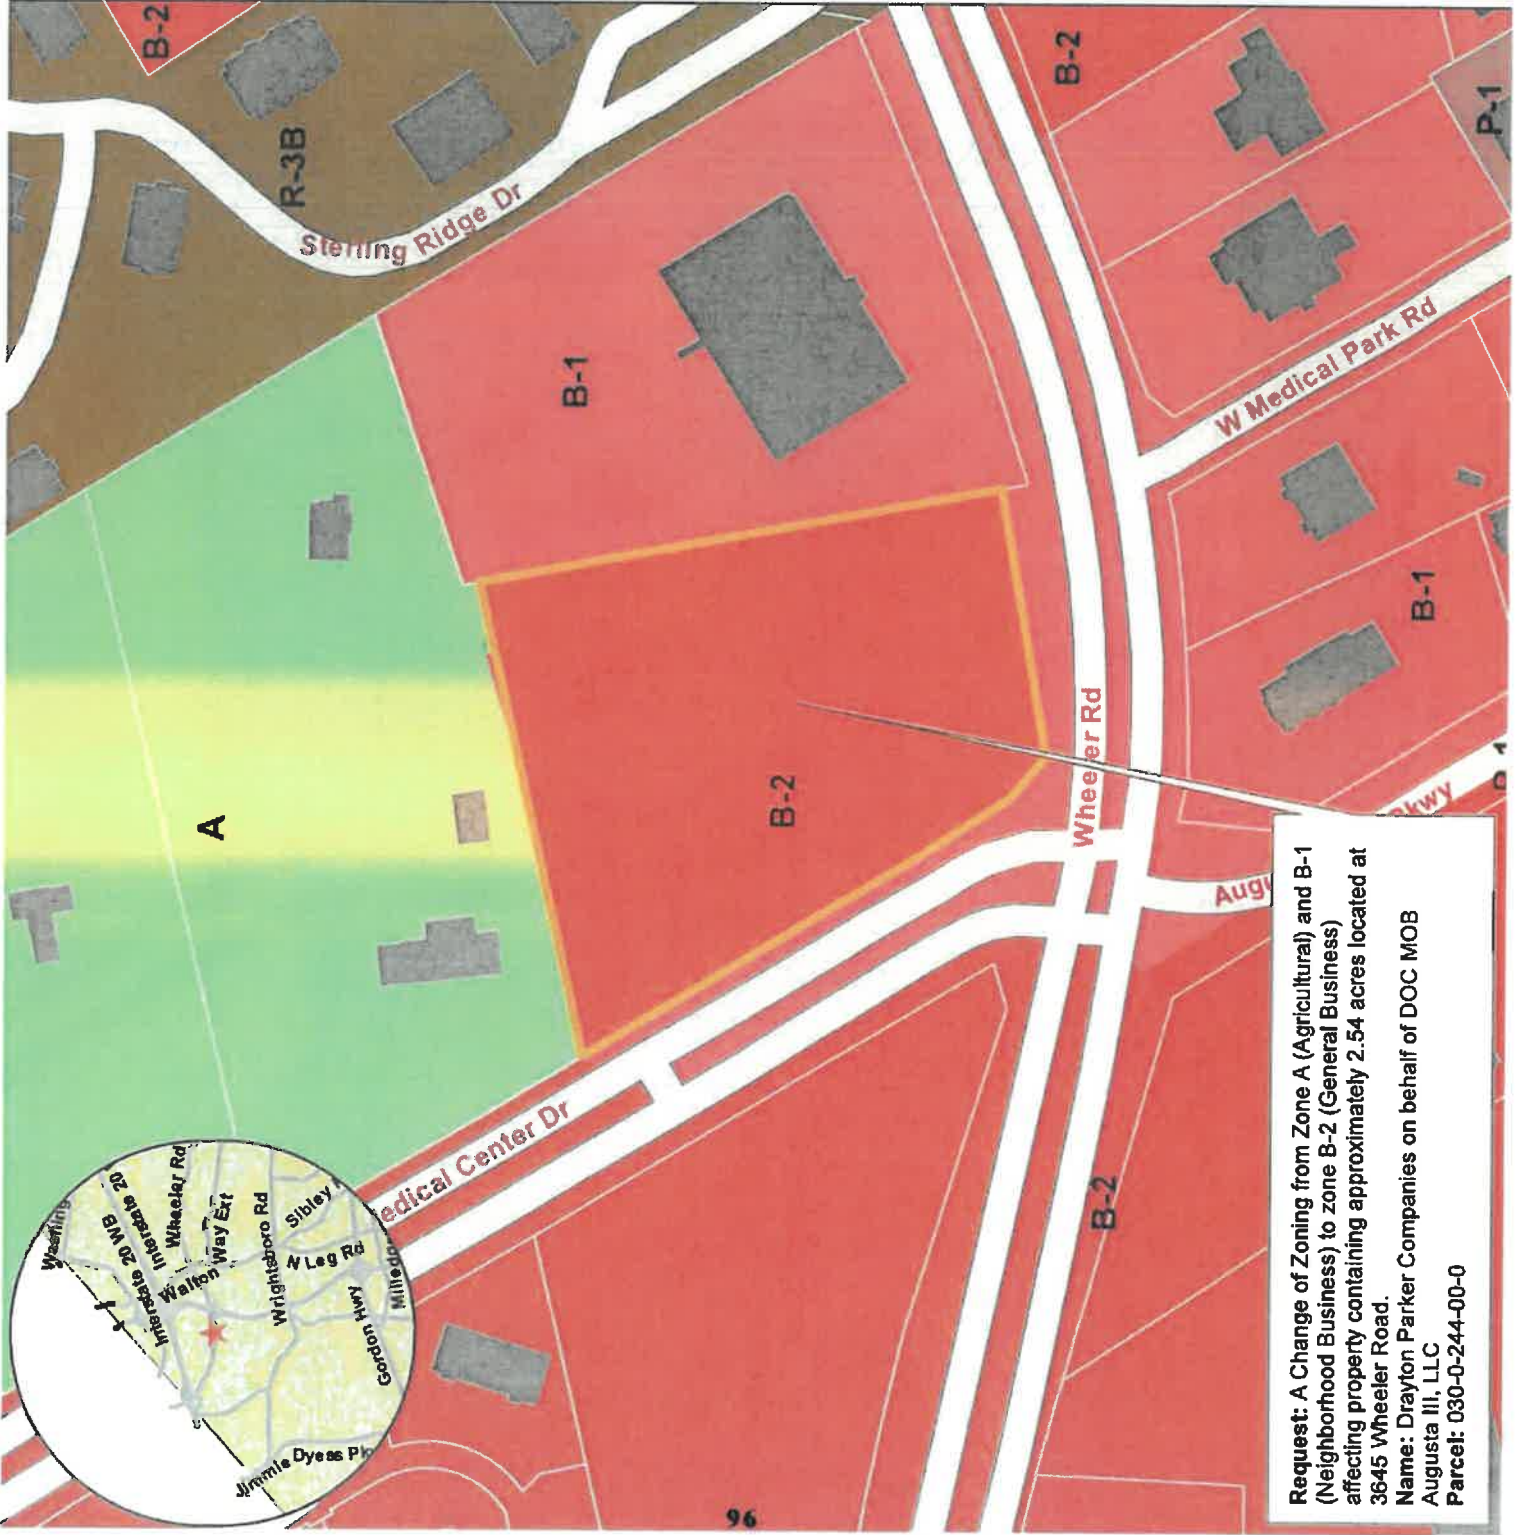 B-2
R-3B
Sterling Ridge Dr
B-2
P-1
B-1
W Medical Park Rd
A
B-2
Wheeler Rd
B-1
edical Center Dr
Augu
Pkwy
B-2
Interstate 20 WB
Interstate 20
Wheeler Rd
Walton
Way Ext
Wrightsboro Rd
Sibley
N Leg Rd
Gordon Hwy
Milled
Jimmie Dyess Pk
Request: A Change of Zoning from Zone A (Agricultural) and B-1
(Neighborhood Business) to zone B-2 (General Business)
affecting property containing approximately 2.54 acres located at
3645 Wheeler Road.
Name: Drayton Parker Companies on behalf of DOC MOB
Augusta III, LLC
Parcel: 030-0-244-00-0
96